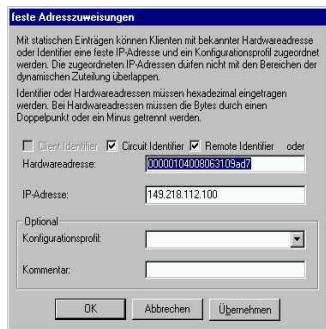 feste Adresszuweisungen
Mit statischen Einträgen können Klienten mit bekannter Hardwareadresse
oder Identifier eine feste IP-Adresse und ein Konfigurationsprofil zugeordnet
werden. Die zugeordneten IP-Adressen dürfen nicht mit den Bereichen der
dynamischen Zuteilung überlappen.
Identifier oder Hardwareadressen müssen hexadezimal eingetragen
werden. Bei Hardwareadressen müssen die Bytes durch einen
Doppelpunkt oder ein Minus getrennt werden.
Client Identifier Circuit Identifier Remote Identifier oder
Hardwareadresse: 00000104008063109ad7
IP-Adresse: 149.218.112.100
Optional
Konfigurationsprofil:
Kommentar:
OK Abbrechen Übernehmen